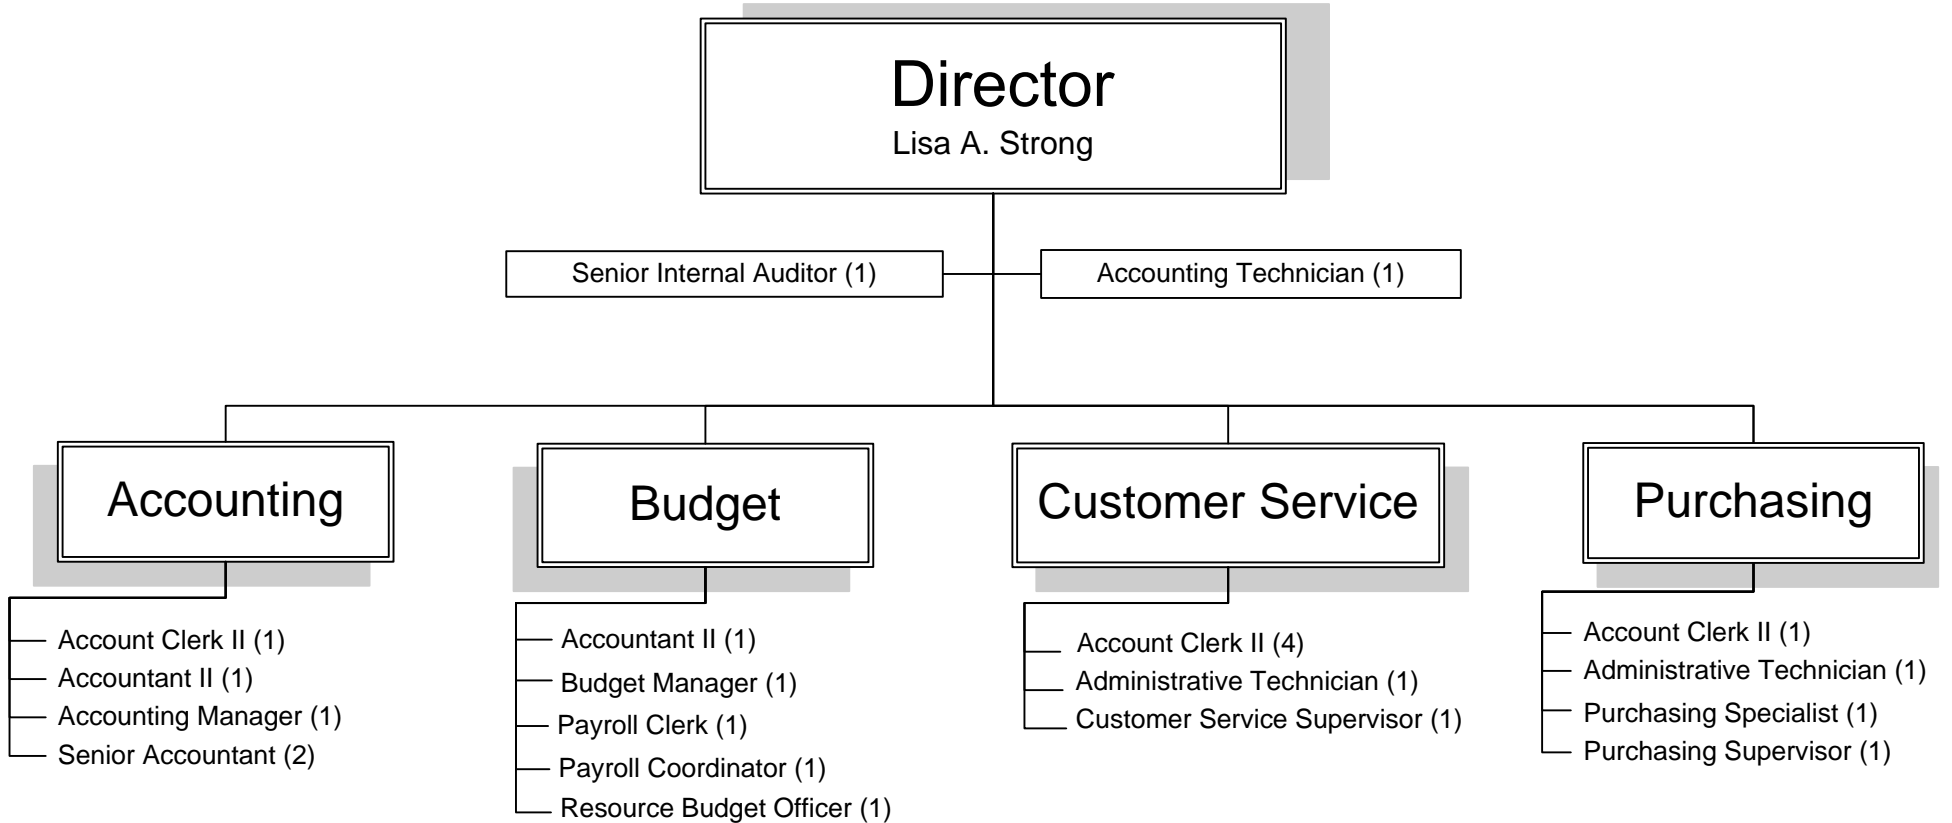 Director
Lisa A. Strong
Senior Internal Auditor (1)
Accounting Technician (1)
Accounting
Account Clerk II (1)
Accountant II (1)
Accounting Manager (1)
Senior Accountant (2)
Budget
Accountant II (1)
Budget Manager (1)
Payroll Clerk (1)
Payroll Coordinator (1)
Resource Budget Officer (1)
Customer Service
Account Clerk II (4)
Administrative Technician (1)
Customer Service Supervisor (1)
Purchasing
Account Clerk II (1)
Administrative Technician (1)
Purchasing Specialist (1)
Purchasing Supervisor (1)